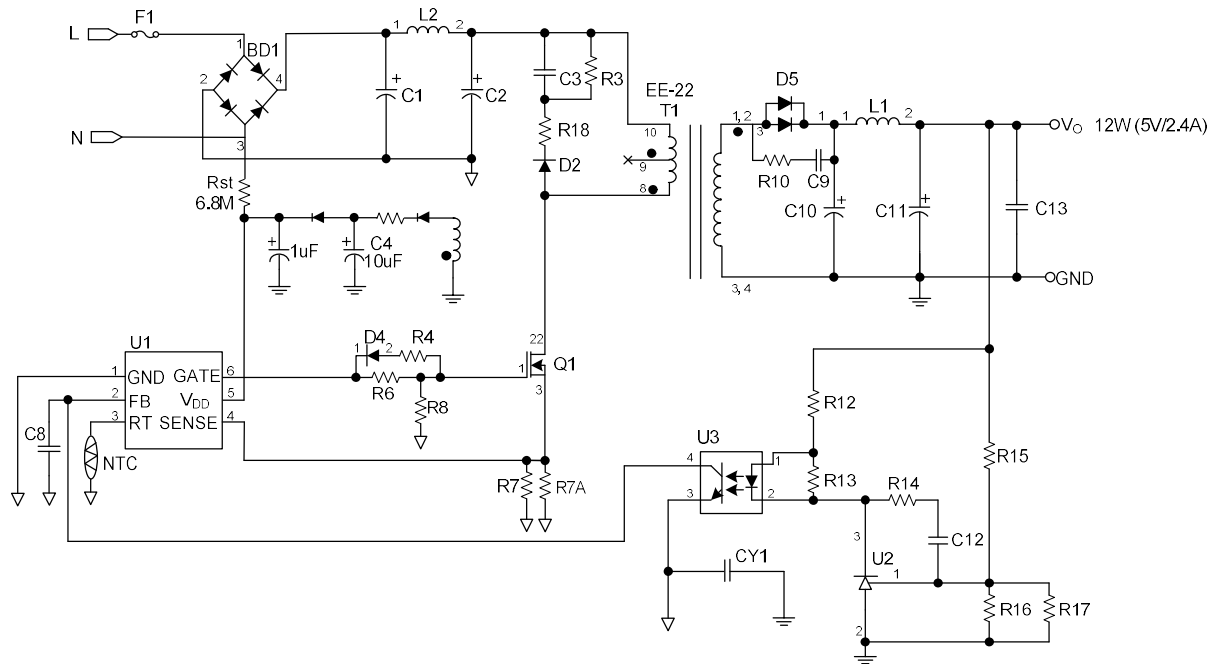 L
F1
1
BD1
2
4
3
N
1
L2
2
C1
+
C2
+
C3
R3
R18
D2
EE-22
T1
10
9
8
1, 2
3
D5
1
R10
C9
1
L1
2
C10
+
C11
+
C13
Vo 12W (5V/2.4A)
GND
3, 4
Rst
6.8M
+
1uF
+
C4
10uF
U1
1
GND
GATE
6
2
FB
VDD
5
3
RT
SENSE
4
C8
NTC
D4
1
2
R4
R6
R8
22
1
Q1
3
R7
R7A
R12
U3
4
1
3
2
R13
R14
R15
C12
3
U2
1
2
CY1
R16
R17